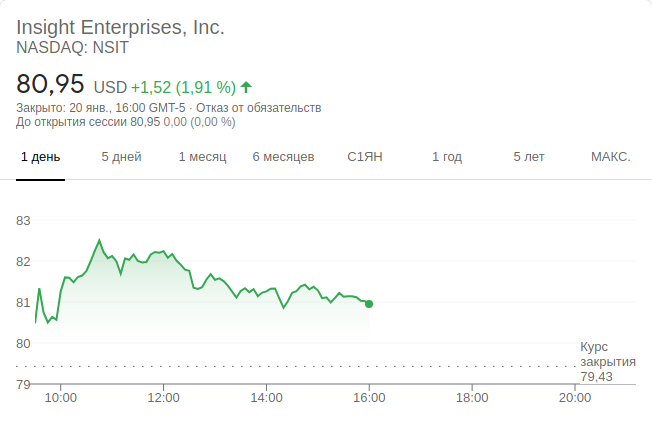 Insight Enterprises, Inc.
NASDAQ: NSIT
80,95 USD +1,52 (1,91 %)
Закрыто: 20 янв., 16:00 GMT-5 · Отказ от обязательств
До открытия сессии 80,95 0,00 (0,00 %)
1 день 5 дней 1 месяц 6 месяцев С1ЯН 1 год 5 лет МАКС.
83
82
81
80
Курс
закрытия
79,43
79
10:00 12:00 14:00 16:00 18:00 20:00